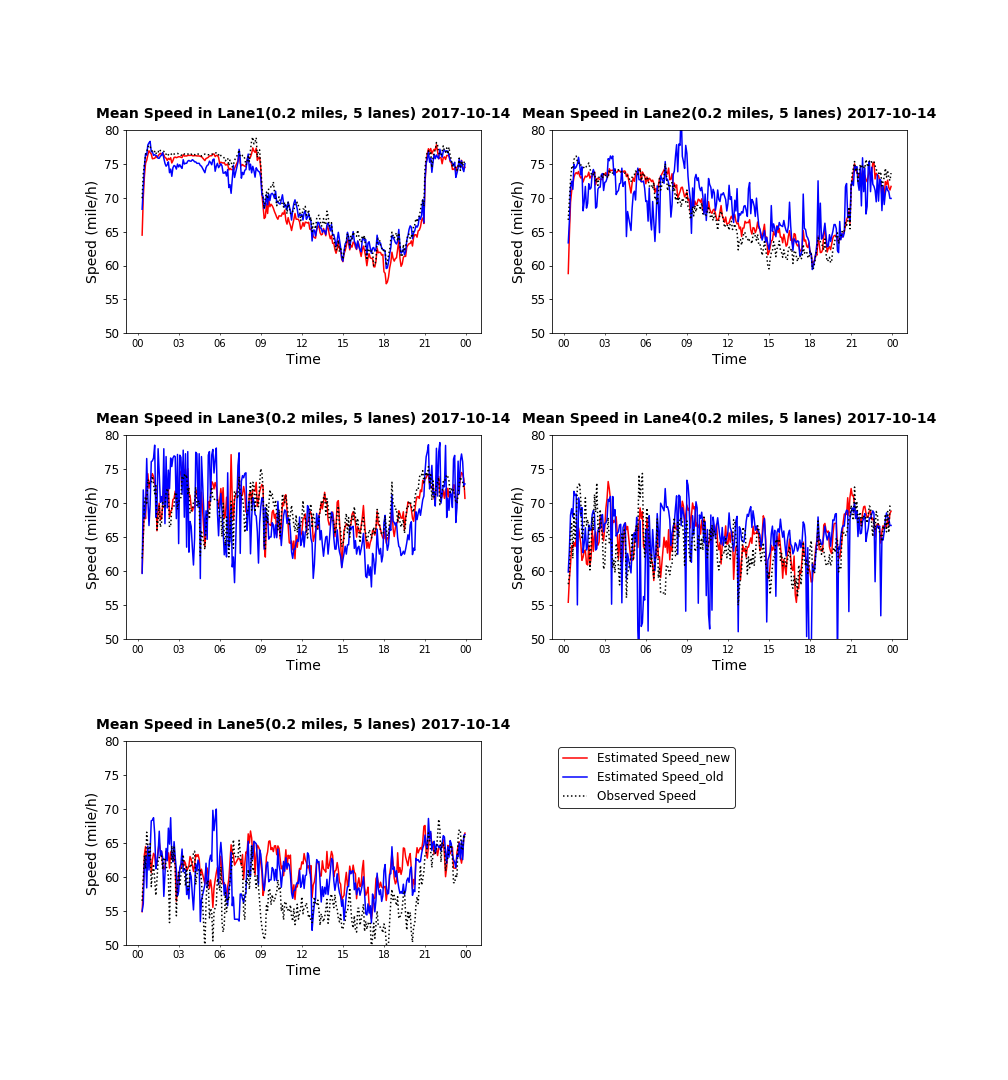 Mean Speed in Lane1(0.2 miles, 5 lanes) 2017-10-14
80
75
70
65
60
55
50
Speed (mile/h)
00 03 06 09 12 15 18 21 00
Time
Mean Speed in Lane2(0.2 miles, 5 lanes) 2017-10-14
80
75
70
65
60
55
50
Speed (mile/h)
00 03 06 09 12 15 18 21 00
Time
Mean Speed in Lane3(0.2 miles, 5 lanes) 2017-10-14
80
75
70
65
60
55
50
Speed (mile/h)
00 03 06 09 12 15 18 21 00
Time
Mean Speed in Lane4(0.2 miles, 5 lanes) 2017-10-14
80
75
70
65
60
55
50
Speed (mile/h)
00 03 06 09 12 15 18 21 00
Time
Mean Speed in Lane5(0.2 miles, 5 lanes) 2017-10-14
80
75
70
65
60
55
50
Speed (mile/h)
00 03 06 09 12 15 18 21 00
Time
Estimated Speed_new
Estimated Speed_old
Observed Speed